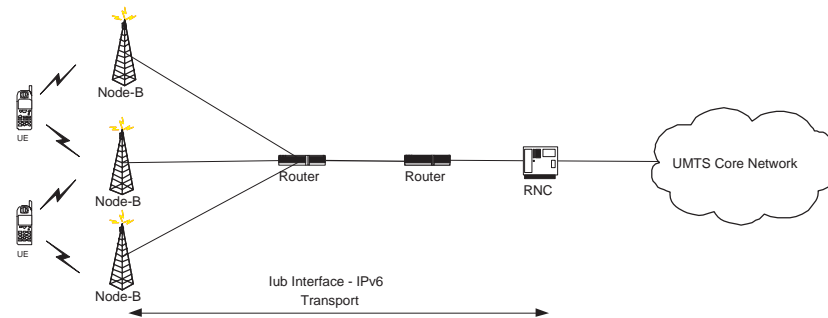 Node-B
UE
Node-B
Router
Router
RNC
UMTS Core Network
UE
Node-B
Iub Interface - IPv6
Transport